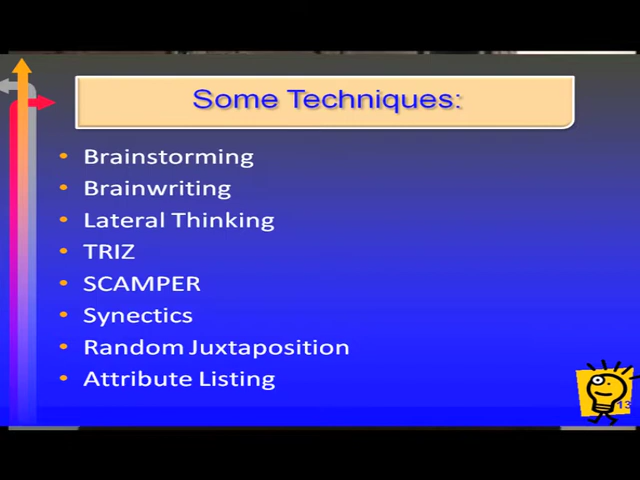 Some Techniques:
• Brainstorming
• Brainwriting
• Lateral Thinking
• TRIZ
• SCAMPER
• Synectics
• Random Juxtaposition
• Attribute Listing
13